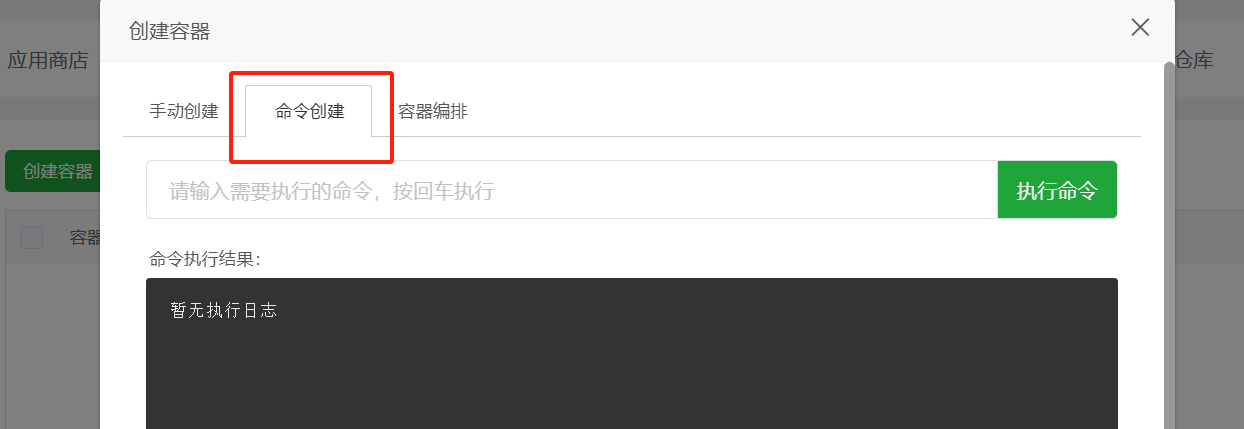 创建容器
应用商店
仓库
手动创建 命令创建 容器编排
创建容器
请输入需要执行的命令，按回车执行 执行命令
容器
命令执行结果：
暂无执行日志